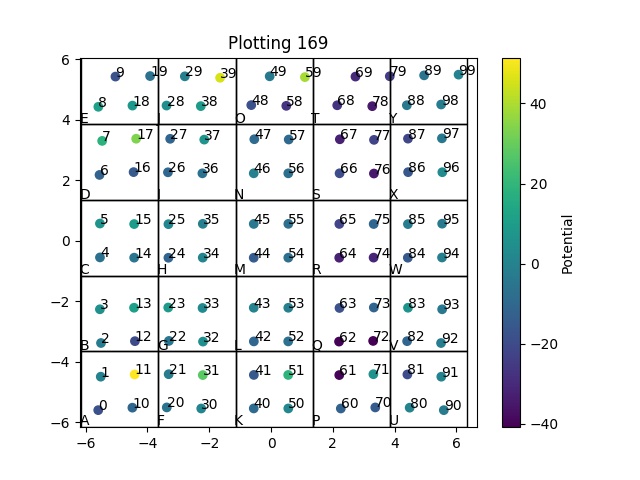 Plotting 169
6
9 19 29 39 49 59 69 79 89 99
8 18 28 38 48 58 68 78 88 98
4
E J O T Y
7 17 27 37 47 57 67 77 87 97
2
6 16 26 36 46 56 66 76 86 96
D I N S X
5 15 25 35 45 55 65 75 85 95
0
4 14 24 34 44 54 64 74 84 94
C H M R W
−2
3 13 23 33 43 53 63 73 83 93
2 12 22 32 42 52 62 72 82 92
B G L Q V
−4
1 11 21 31 41 51 61 71 81 91
0 10 20 30 40 50 60 70 80 90
−6
A F K P U
−6 −4 −2 0 2 4 6
40
20
0
−20
−40
Potential